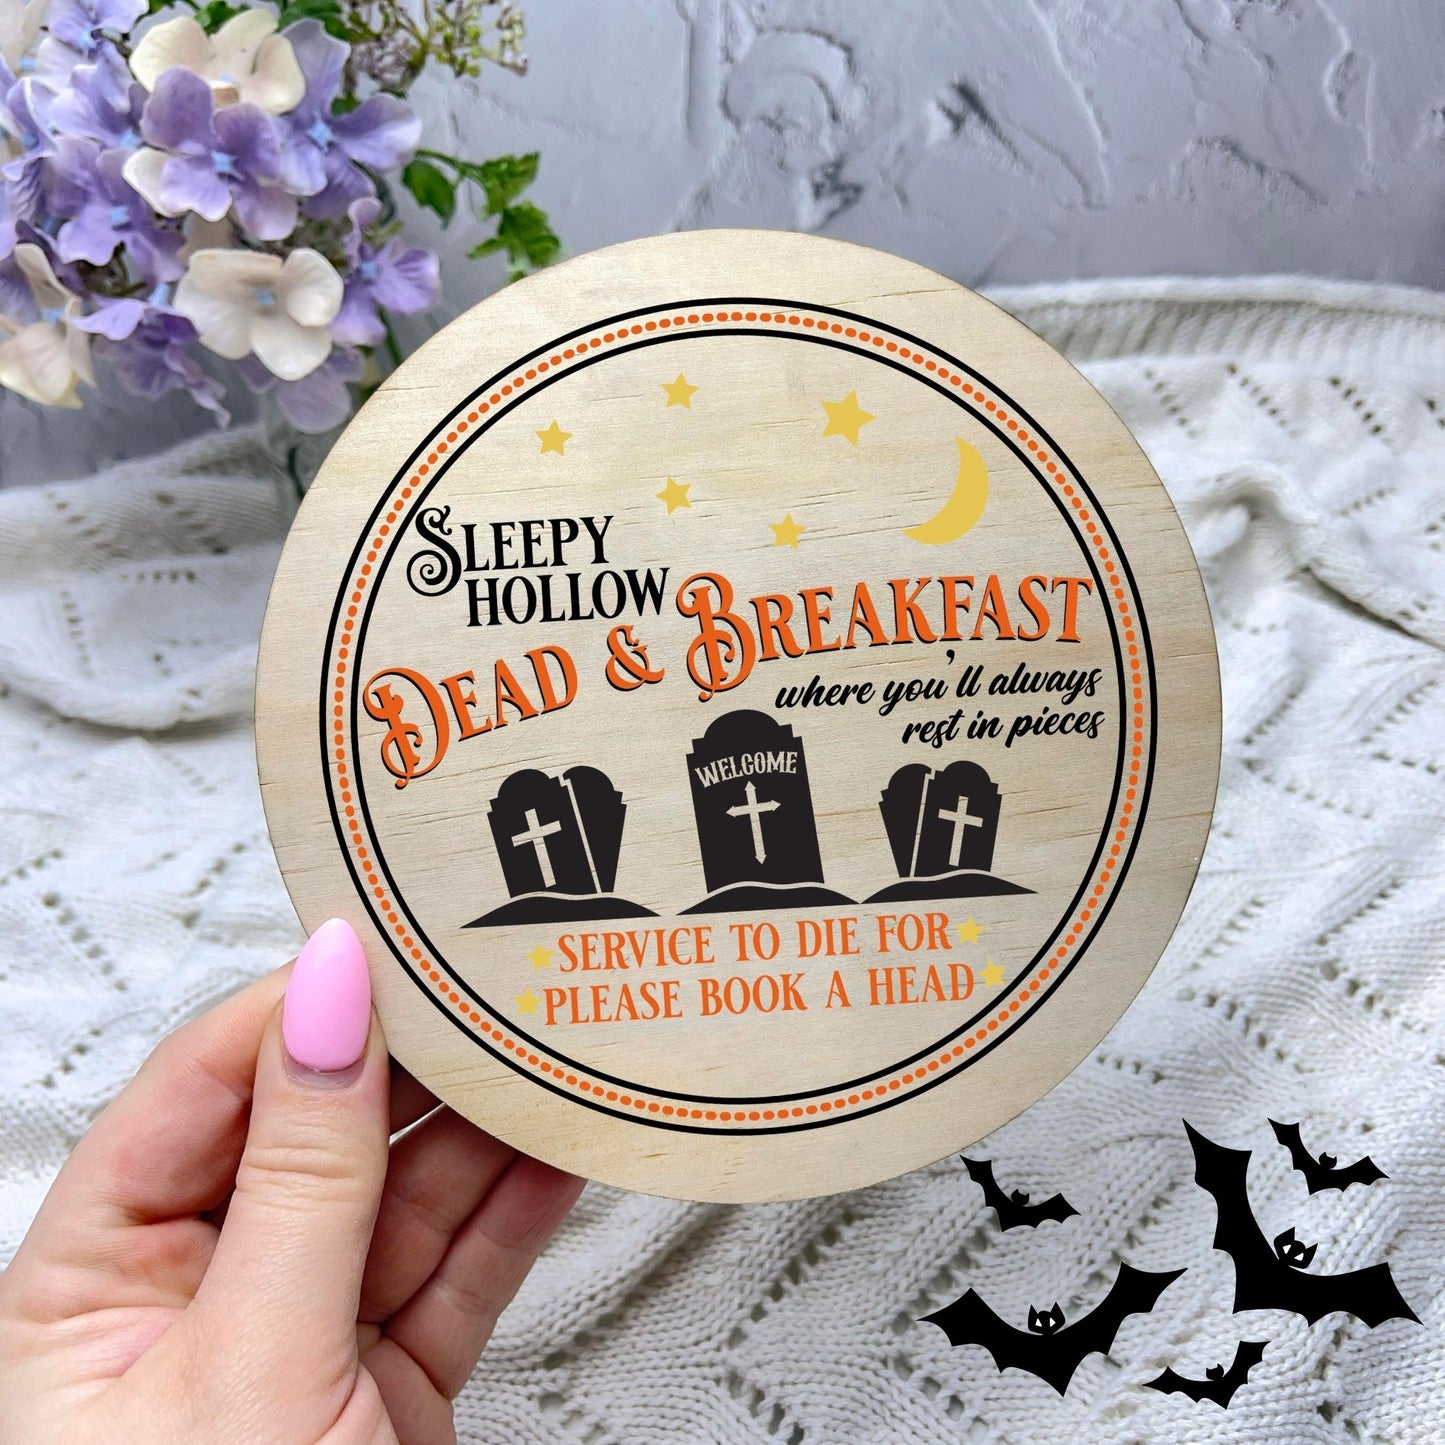 SLEEPY
HOLLOW
DEAD & BREAKFAST
where you'll always
rest in pieces
WELCOME
SERVICE TO DIE FOR
PLEASE BOOK A HEAD